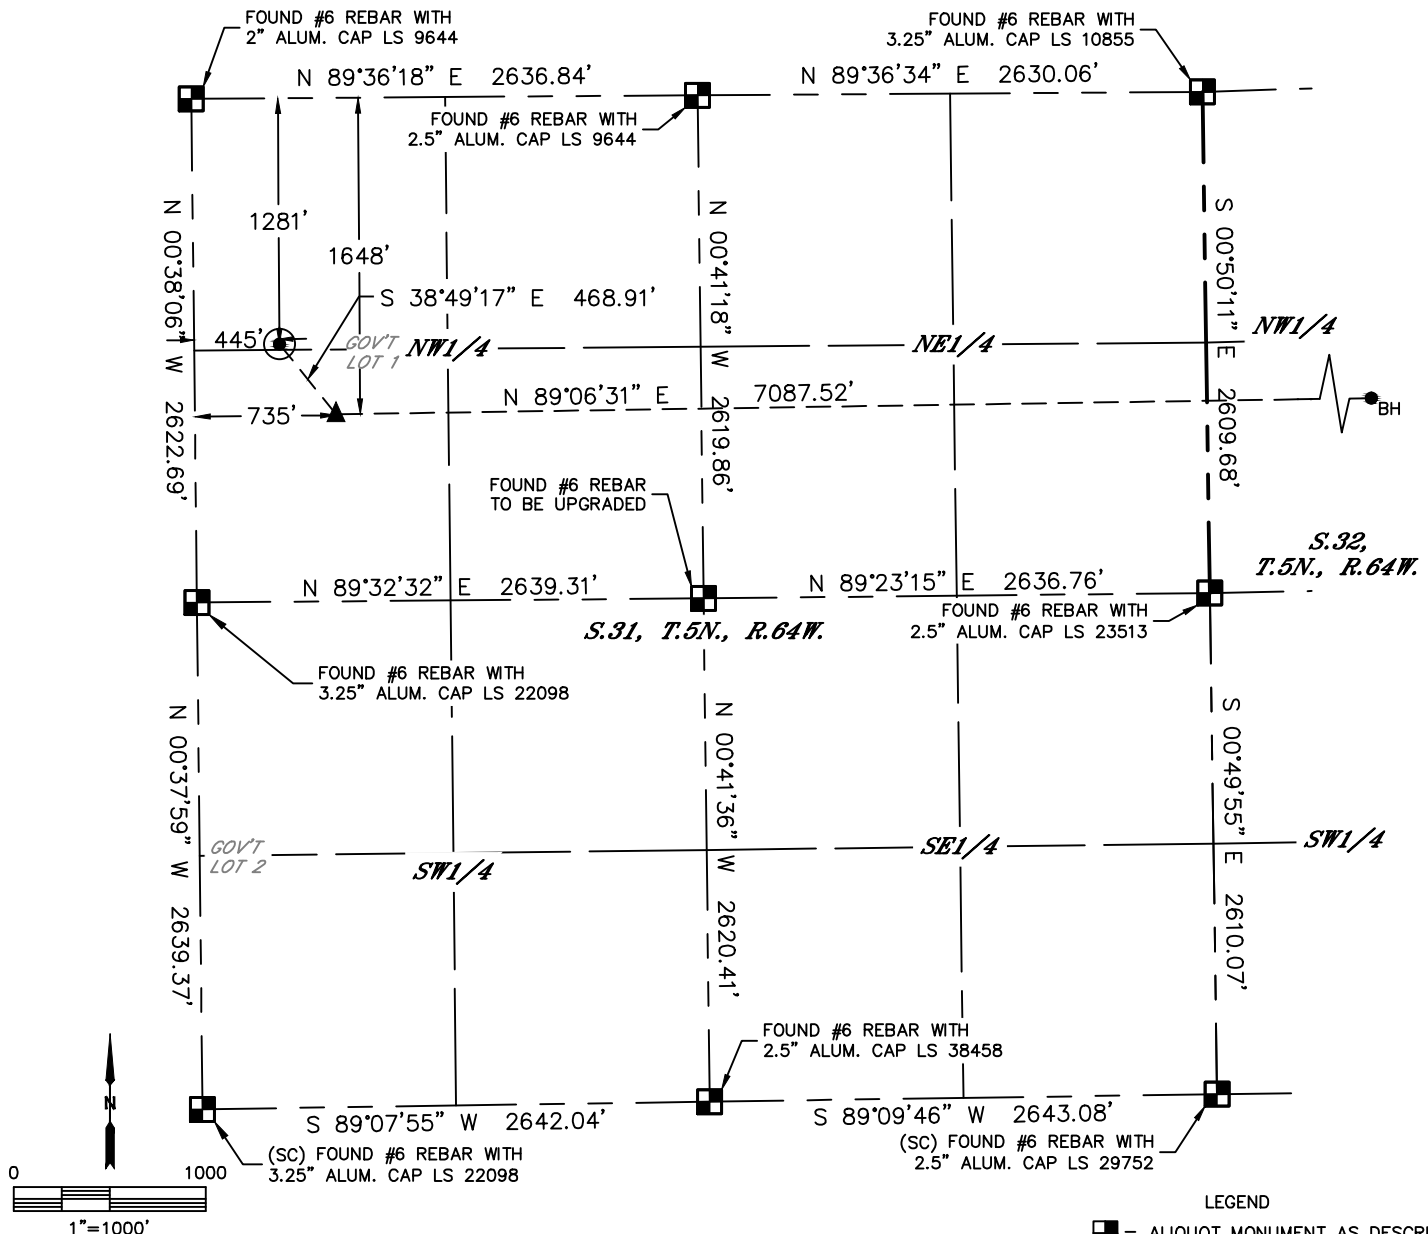 FOUND #6 REBAR WITH
2” ALUM. CAP LS 9644
FOUND #6 REBAR WITH
3.25” ALUM. CAP LS 10855
N 89°36'18” E 2636.84'
N 89°36'34” E 2630.06'
FOUND #6 REBAR WITH
2.5” ALUM. CAP LS 9644
N 00°38'06” W 2622.69'
1281'
1648'
N 00°41'18” W 2619.86'
S 00°50'11” E 2609.68'
S 38°49'17” E 468.91'
445'
GOV'T
LOT 1
NW1/4
NE1/4
NW1/4
735'
N 89°06'31” E 7087.52'
BH
FOUND #6 REBAR
TO BE UPGRADED
S.32,
T.5N., R.64W.
N 89°32'32” E 2639.31'
N 89°23'15” E 2636.76'
FOUND #6 REBAR WITH
2.5” ALUM. CAP LS 23513
S.31, T.5N., R.64W.
FOUND #6 REBAR WITH
3.25” ALUM. CAP LS 22098
N 00°37'59” W 2639.37'
N 00°41'36” W 2620.41'
S 00°49'55” E 2610.07'
GOV'T
LOT 2
SW1/4
SE1/4
SW1/4
FOUND #6 REBAR WITH
2.5” ALUM. CAP LS 38458
N
S 89°07'55” W 2642.04'
S 89°09'46” W 2643.08'
(SC) FOUND #6 REBAR WITH
3.25” ALUM. CAP LS 22098
(SC) FOUND #6 REBAR WITH
2.5” ALUM. CAP LS 29752
0 1000
1”=1000'
LEGEND
= ALIQUOT MONUMENT AS DESCRI